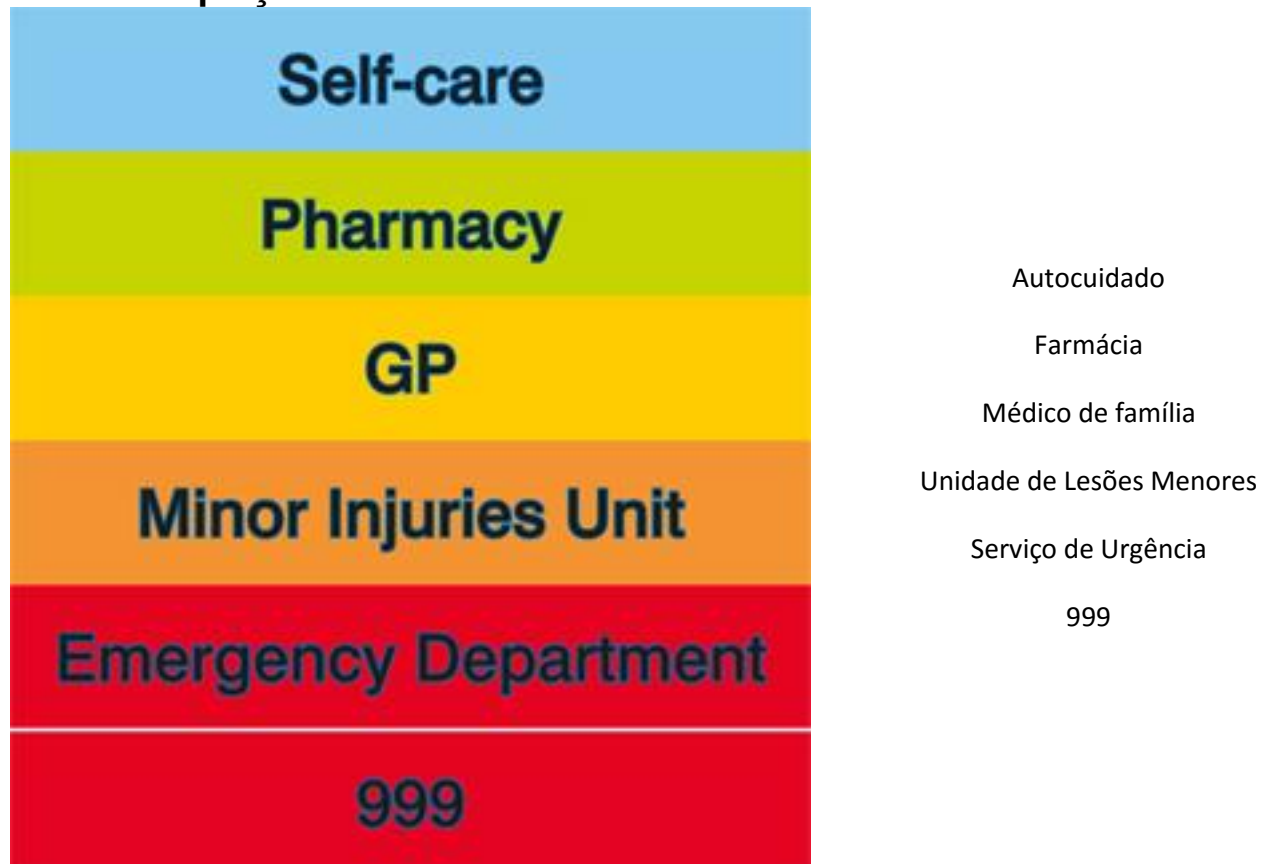 Self-care
Pharmacy
GP
Minor Injuries Unit
Emergency Department
999
Autocuidado
Farmácia
Médico de família
Unidade de Lesões Menores
Serviço de Urgência
999